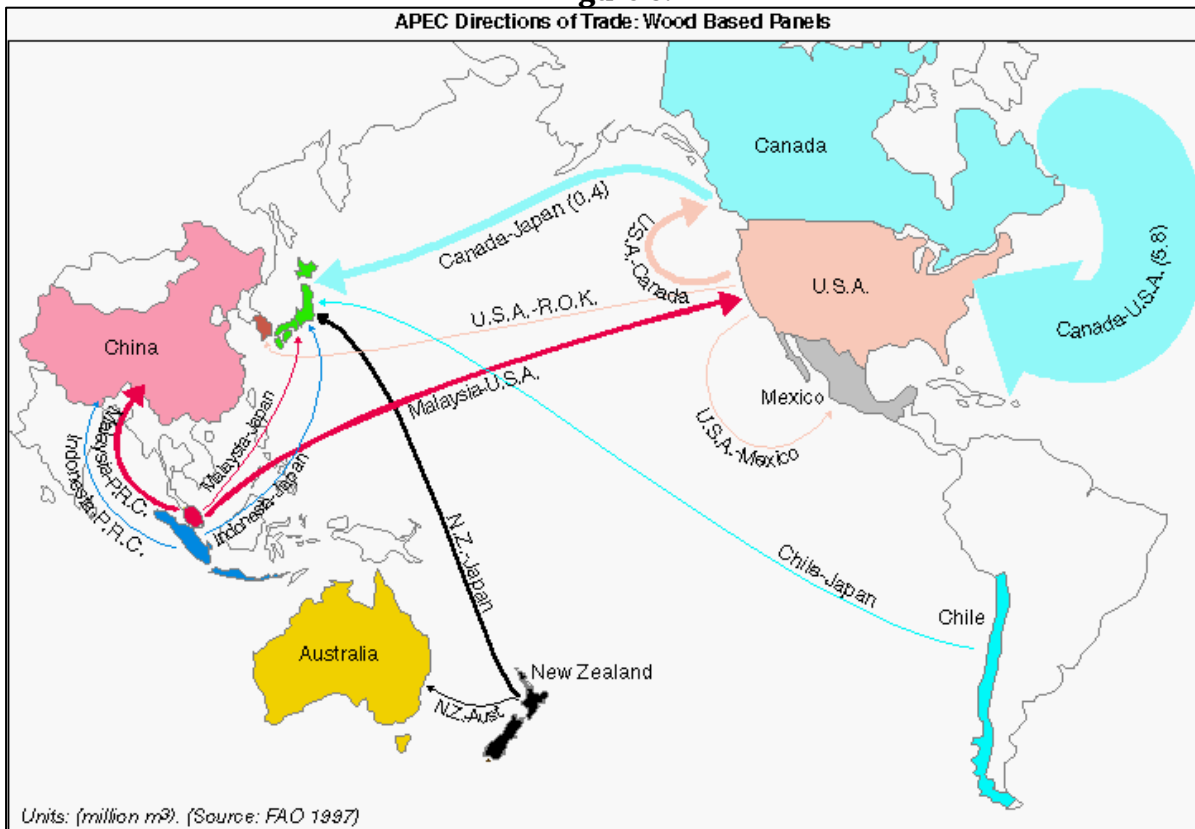 APEC Directions of Trade: Wood Based Panels
Canada
Canada-Japan (0.4)
U.S.A.-Canada
U.S.A.
Canada-U.S.A. (5.8)
U.S.A.-R.O.K.
China
Malaysia-U.S.A.
Mexico
Malaysia-Japan
U.S.A.-Mexico
Malaysia-P.R.C.
Indonesia-P.R.C.
Indonesia-Japan
N.Z.-Japan
Chile-Japan
Chile
Australia
New Zealand
N.Z.-Aust
Units: (million m³). (Source: FAO 1997)